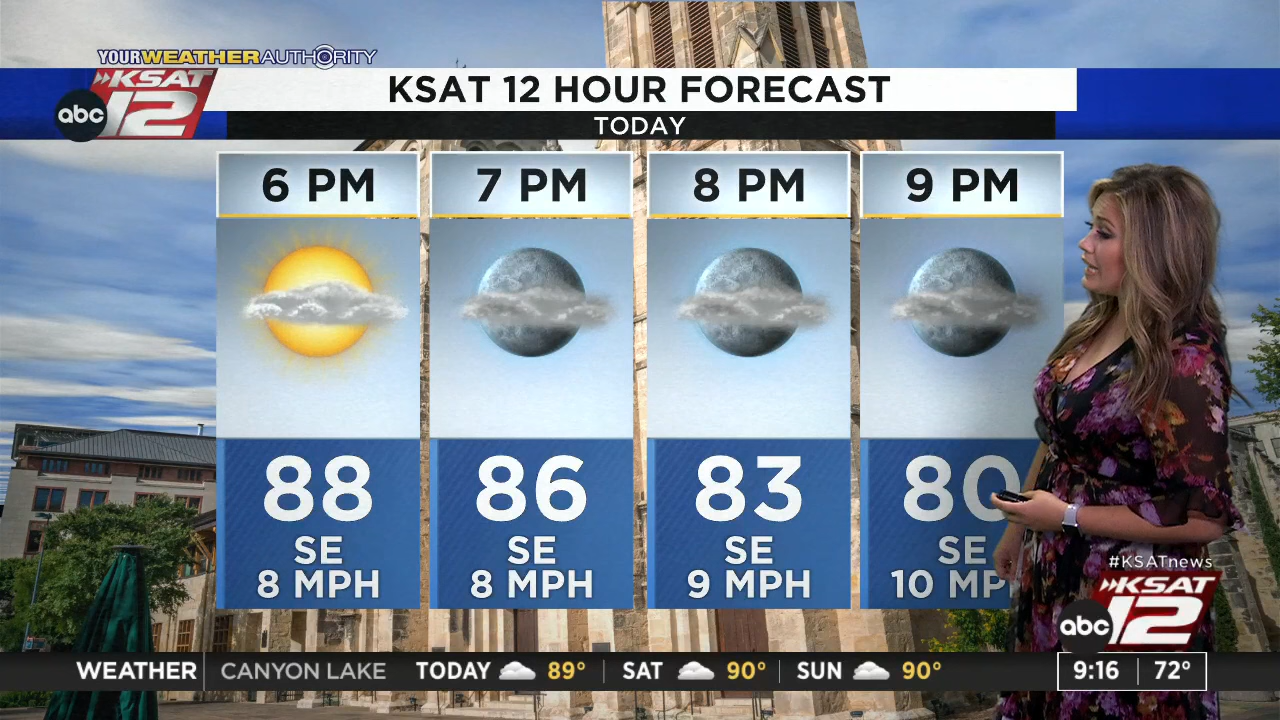 YOUR WEATHER AUTHORITY
KSAT
abc 12
KSAT 12 HOUR FORECAST
TODAY
6 PM 7 PM 8 PM 9 PM
88 86 83 80
SE SE SE SE
8 MPH 8 MPH 9 MPH 10 MP
#KSATnews
KSAT
abc 12
WEATHER CANYON LAKE TODAY 89° SAT 90° SUN 90° 9:16 72°